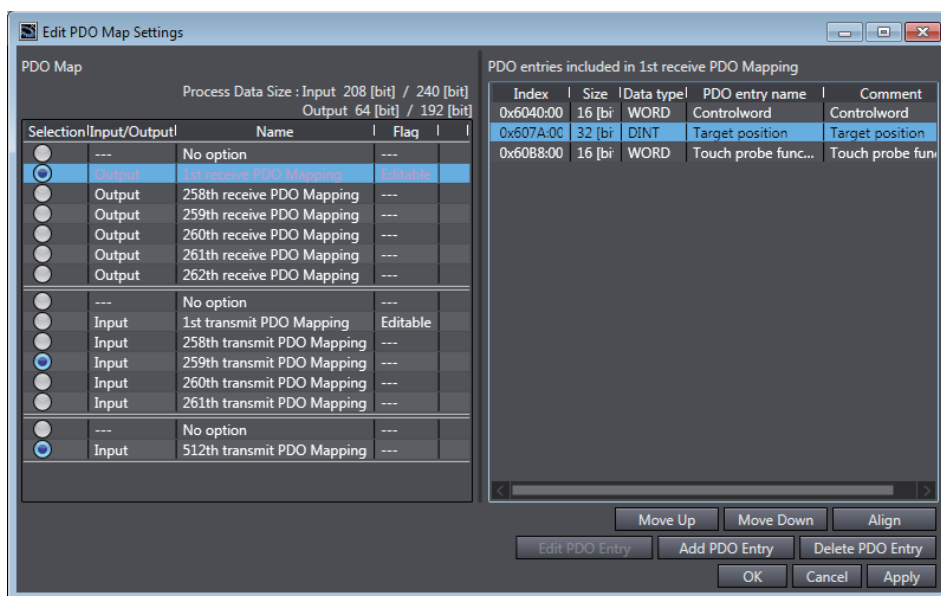 Edit PDO Map Settings
PDO Map
Process Data Size : Input 208 [bit] / 240 [bit]
Output 64 [bit] / 192 [bit]
Selection Input/Output Name Flag
--- No option ---
Output 1st receive PDO Mapping Editable
Output 258th receive PDO Mapping ---
Output 259th receive PDO Mapping ---
Output 260th receive PDO Mapping ---
Output 261th receive PDO Mapping ---
Output 262th receive PDO Mapping ---
--- No option ---
Input 1st transmit PDO Mapping Editable
Input 258th transmit PDO Mapping ---
Input 259th transmit PDO Mapping ---
Input 260th transmit PDO Mapping ---
Input 261th transmit PDO Mapping ---
--- No option ---
Input 512th transmit PDO Mapping ---
PDO entries included in 1st receive PDO Mapping
Index Size Data type PDO entry name Comment
0x6040:00 16 [bi WORD Controlword Controlword
0x607A:00 32 [bi DINT Target position Target position
0x60B8:00 16 [bi WORD Touch probe func... Touch probe fun
Move Up Move Down Align
Edit PDO Entry Add PDO Entry Delete PDO Entry
OK Cancel Apply